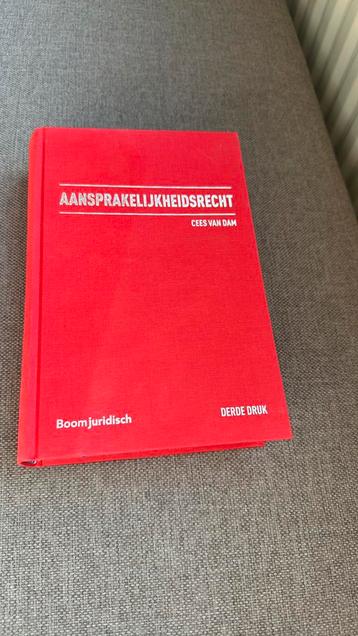 AANSPRAKELIJKHEIDSRECHT
CEES VAN DAM
Boomjuridisch
DERDE DRUK